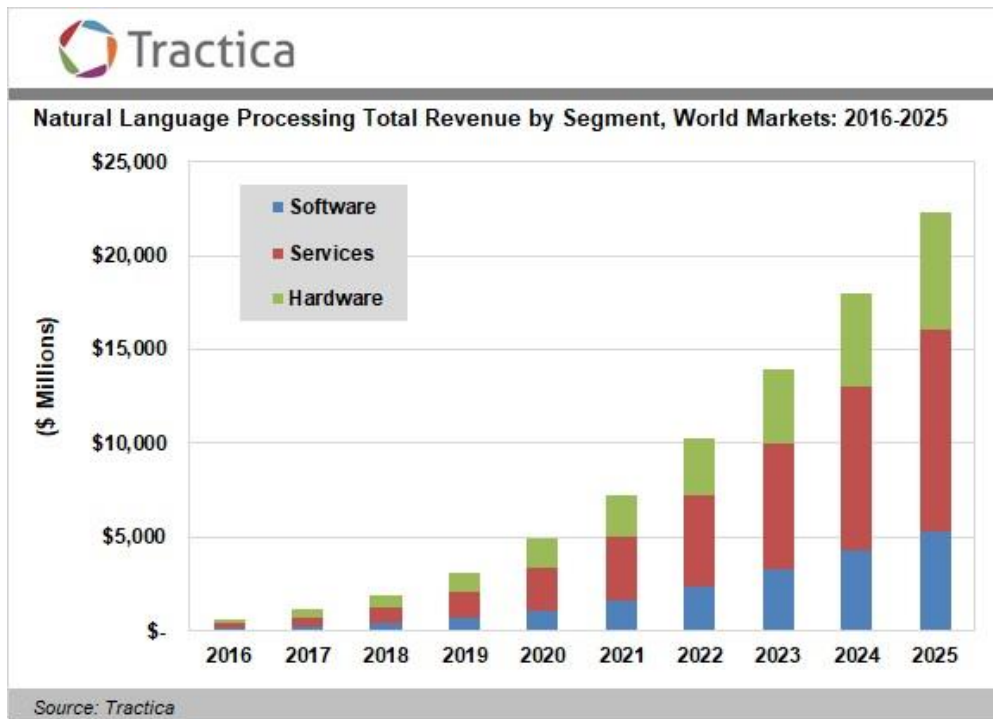 Tractica
Natural Language Processing Total Revenue by Segment, World Markets: 2016-2025
$25,000
$20,000
$15,000
$10,000
$5,000
$-
($ Millions)
Software
Services
Hardware
2016 2017 2018 2019 2020 2021 2022 2023 2024 2025
Source: Tractica